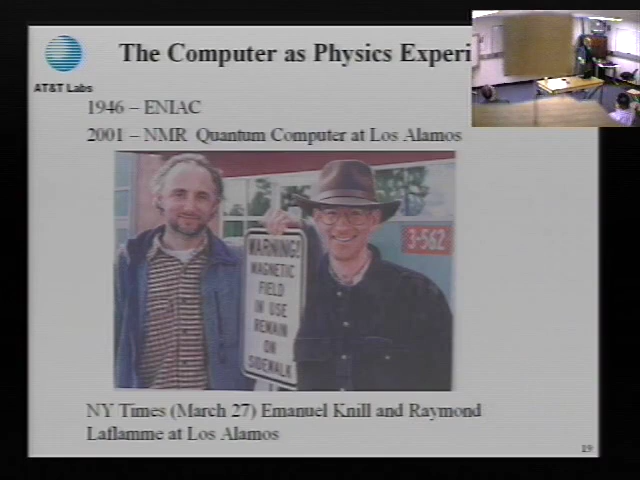 The Computer as Physics Experi
AT&T Labs
1946 – ENIAC
2001 – NMR Quantum Computer at Los Alamos
WARNING!
MAGNETIC
FIELD
IN USE
REMAIN
ON
SIDEWALK
3-562
NY Times (March 27) Emanuel Knill and Raymond
Laflamme at Los Alamos
19